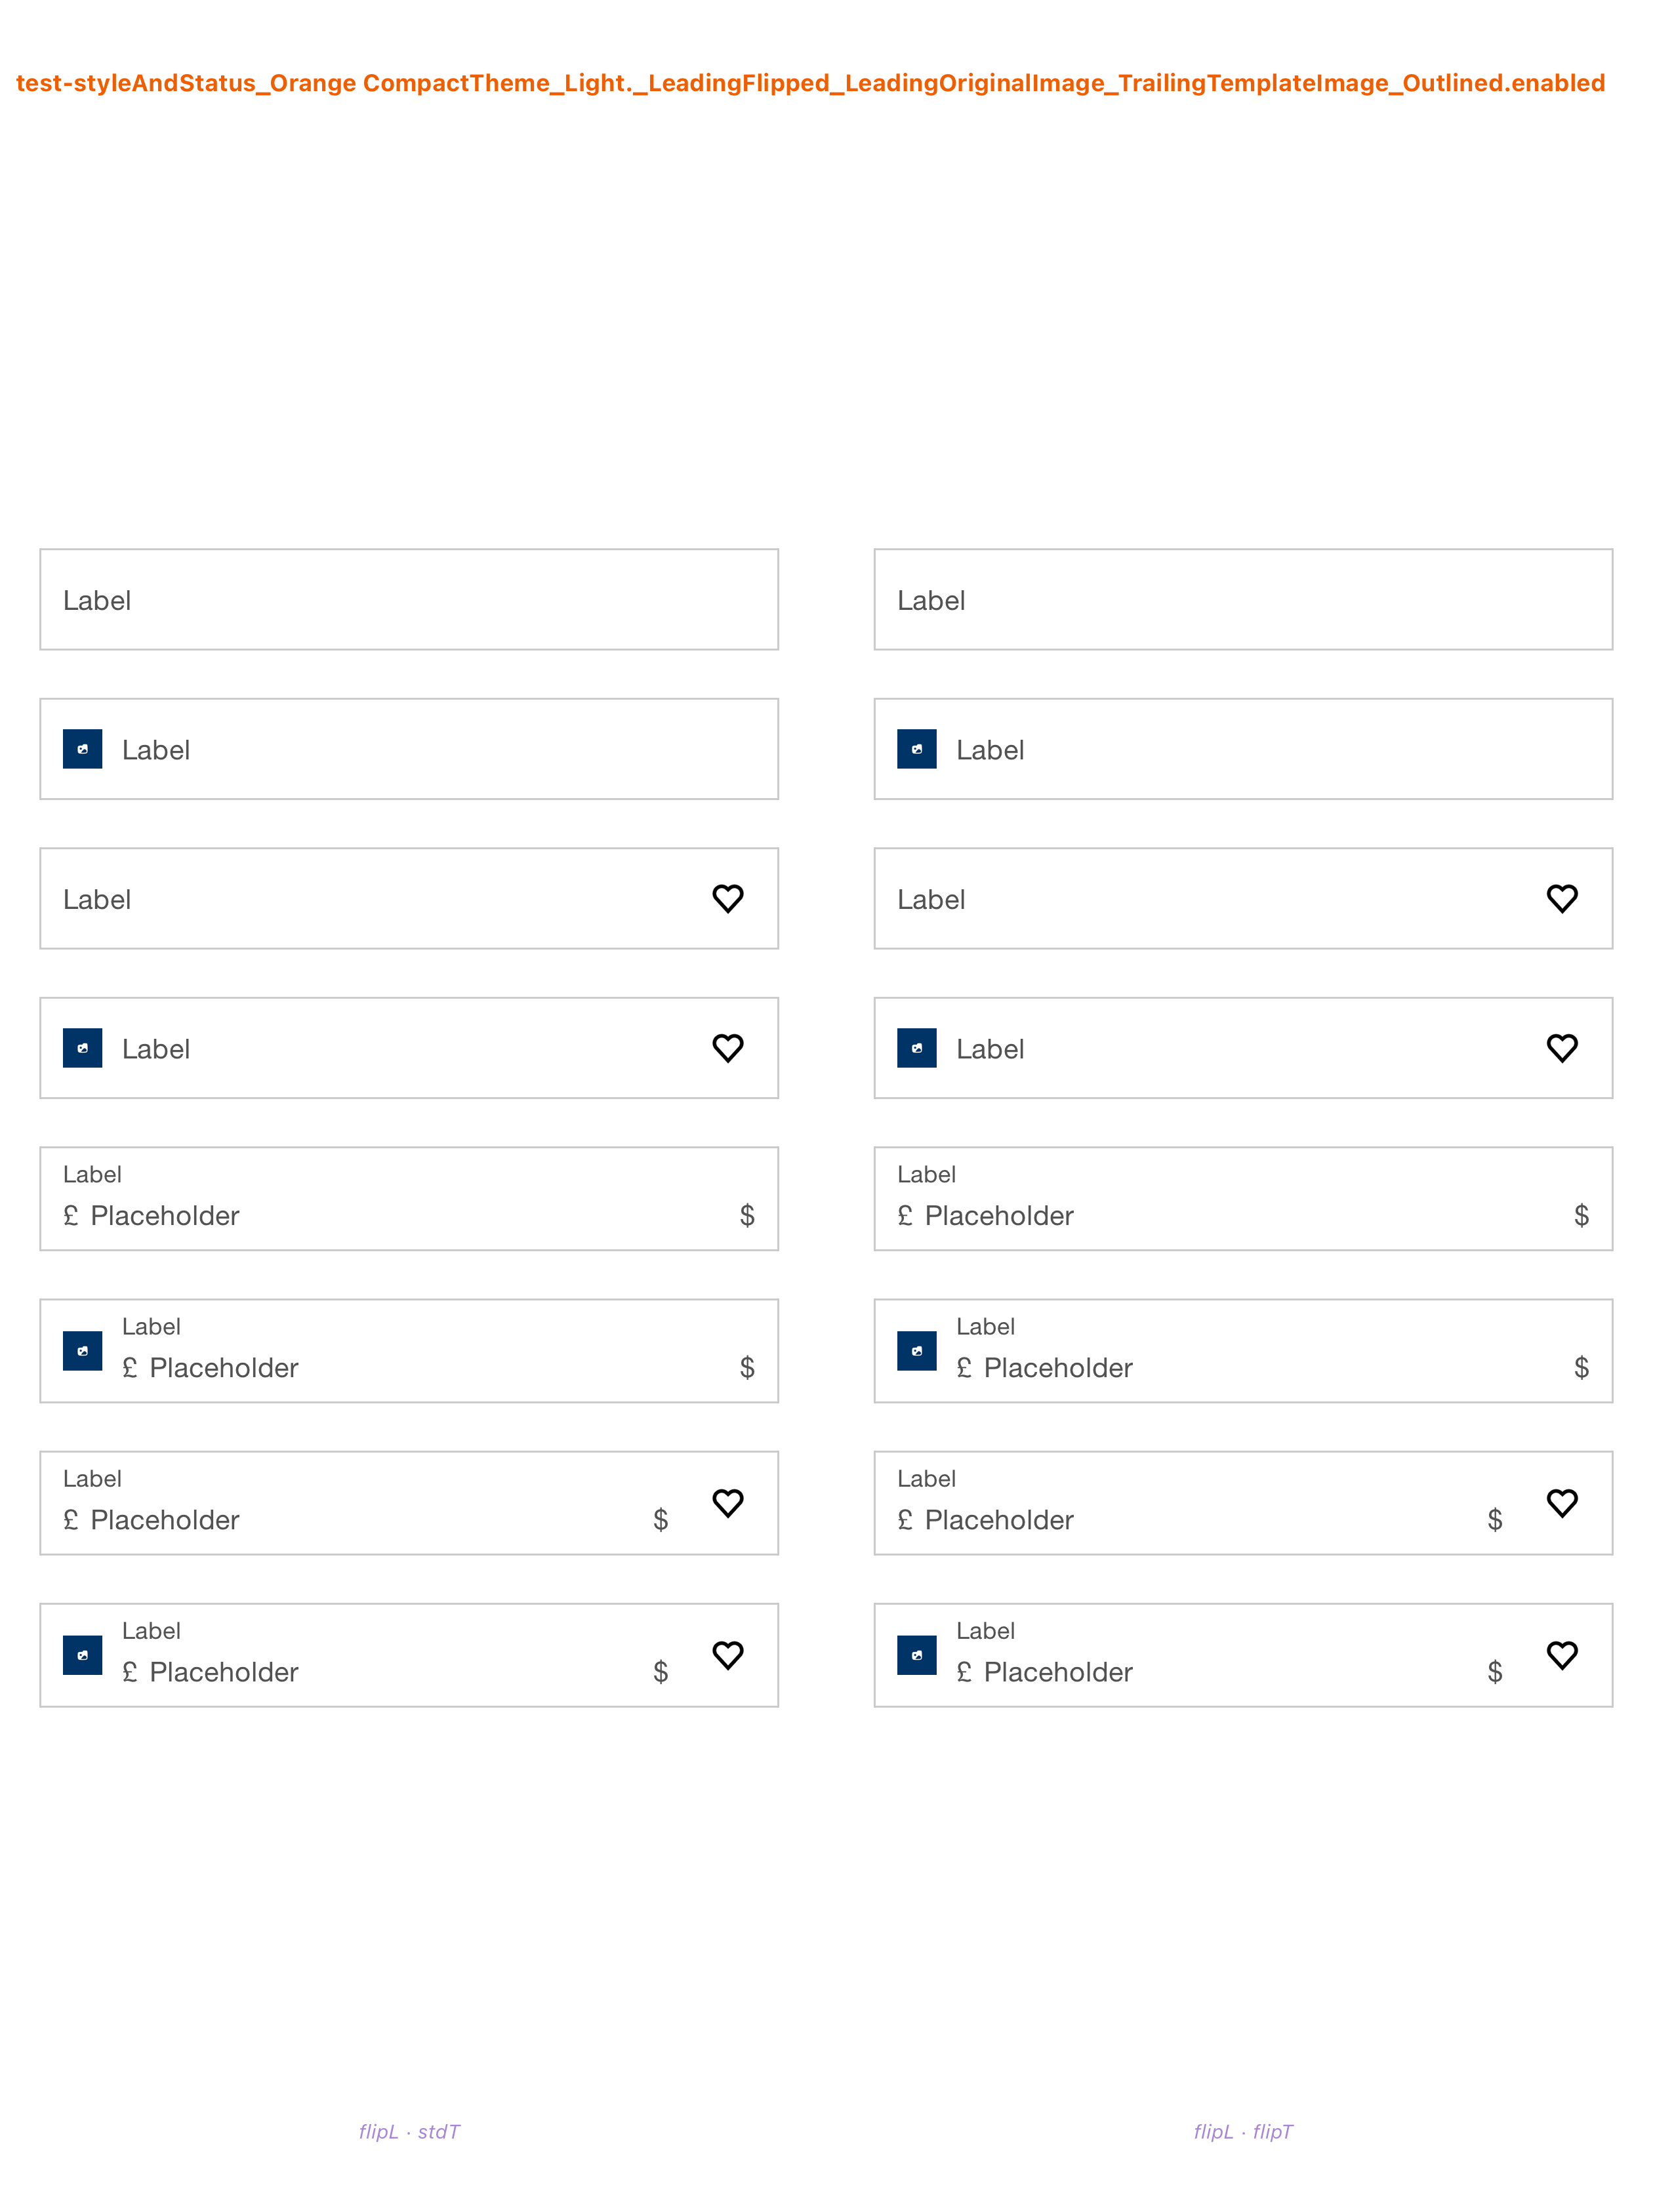 test-styleAndStatus_Orange CompactTheme_Light._LeadingFlipped_LeadingOriginalImage_TrailingTemplateImage_Outlined.enabled
Label
Label
Label
Label
Label
Label
Label
Label
Label
Label
£ Placeholder $
£ Placeholder $
Label
Label
£ Placeholder $
£ Placeholder $
Label
Label
£ Placeholder $
£ Placeholder $
Label
Label
£ Placeholder $
£ Placeholder $
flipL · stdT
flipL · flipT